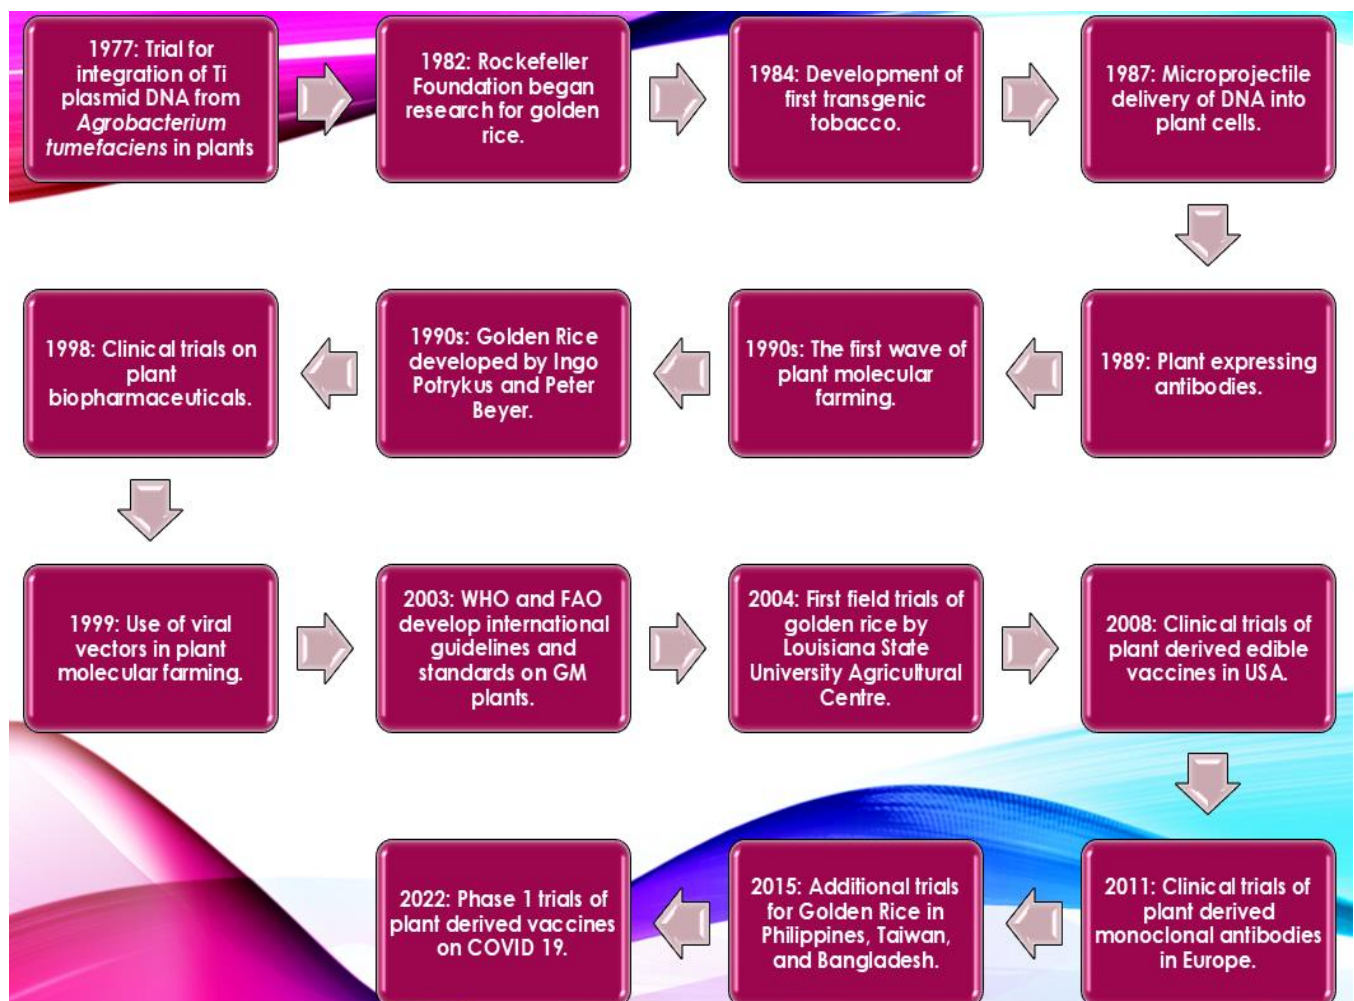 1977: Trial for
integration of Ti
plasmid DNA from
Agrobacterium
tumefaciens in plants
1982: Rockefeller
Foundation began
research for golden
rice.
1984: Development of
first transgenic
tobacco.
1987: Microprojectile
delivery of DNA into
plant cells.
1989: Plant expressing
antibodies.
1990s: The first wave of
plant molecular
farming.
1990s: Golden Rice
developed by Ingo
Potrykus and Peter
Beyer.
1998: Clinical trials on
plant
biopharmaceuticals.
1999: Use of viral
vectors in plant
molecular farming.
2003: WHO and FAO
develop international
guidelines and
standards on GM
plants.
2004: First field trials of
golden rice by
Louisiana State
University Agricultural
Centre.
2008: Clinical trials of
plant derived edible
vaccines in USA.
2011: Clinical trials of
plant derived
monoclonal antibodies
in Europe.
2015: Additional trials
for Golden Rice in
Philippines, Taiwan,
and Bangladesh.
2022: Phase 1 trials of
plant derived vaccines
on COVID 19.